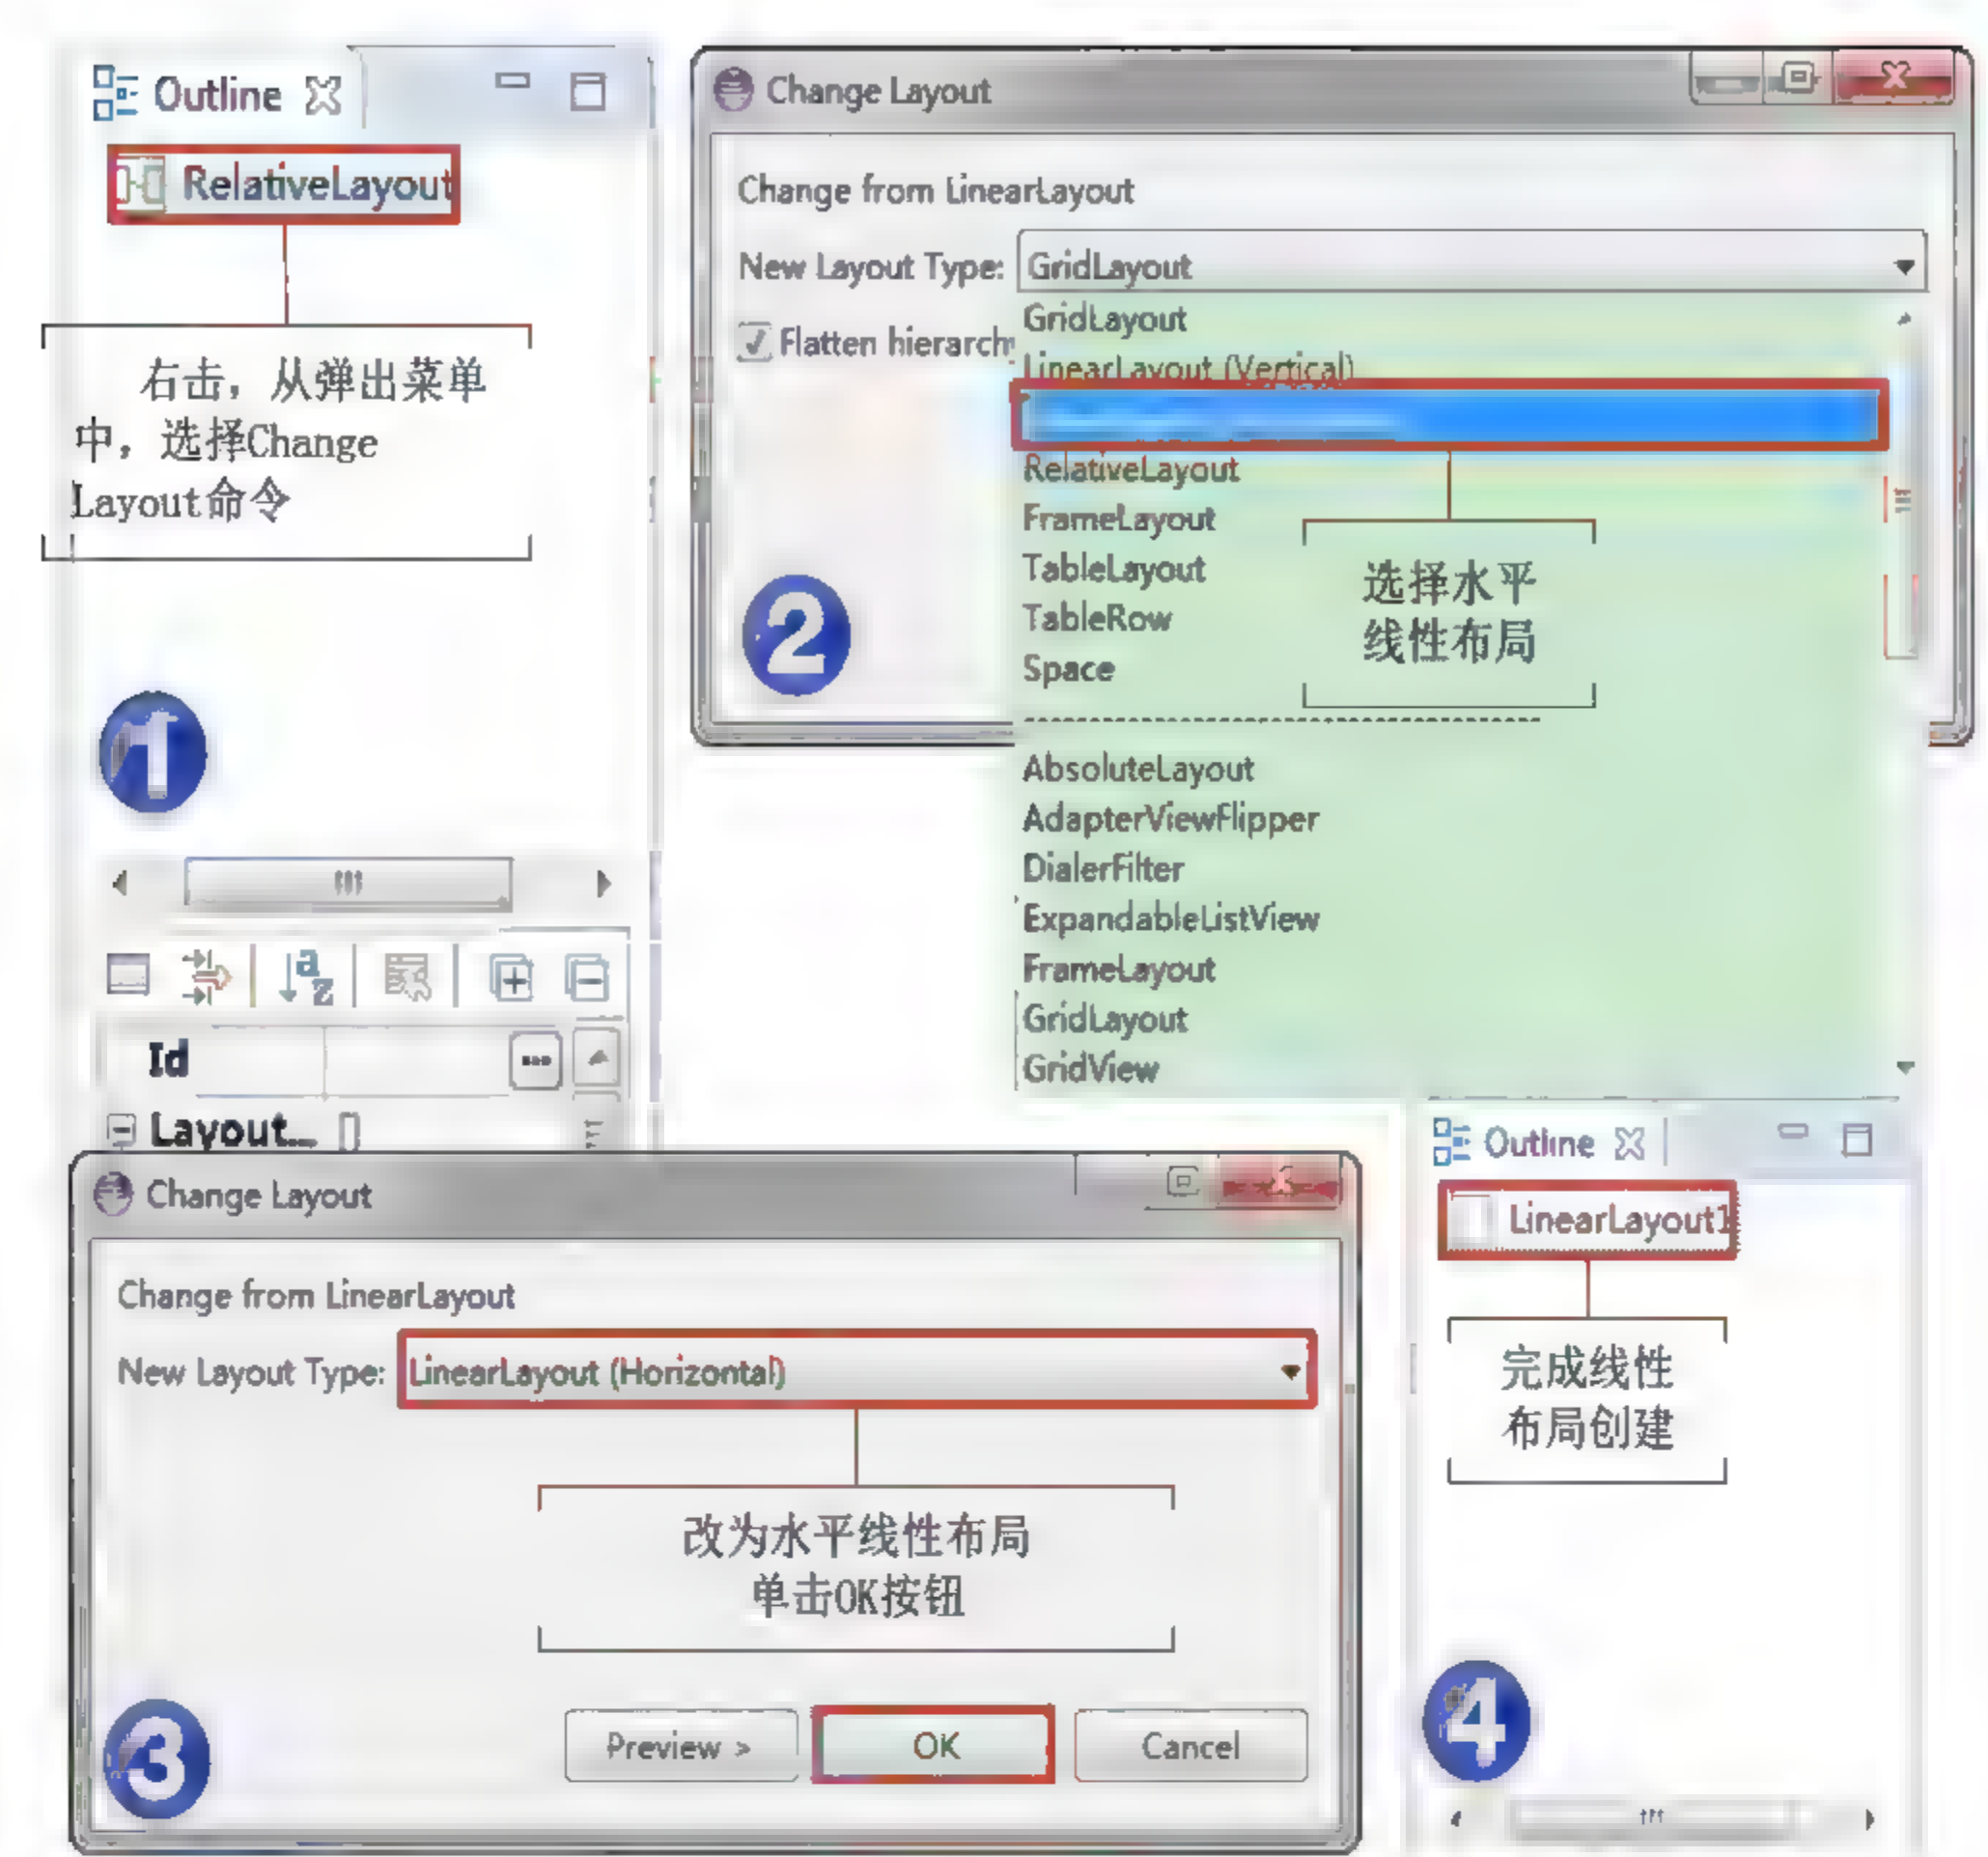 Outline
RelativeLayout
右击，从弹出菜单
中，选择Change
Layout命令
1
Id
Layout...
[]
Change Layout
Change from LinearLayout
New Layout Type:
GridLayout
Flatten hierarch
GridLayout
LinearLayout (Vertical)
RelativeLayout
FrameLayout
TableLayout
TableRow
Space
选择水平
线性布局
2
AbsoluteLayout
AdapterViewFlipper
DialerFilter
ExpandableListView
FrameLayout
GridLayout
GridView
Change Layout
Change from LinearLayout
New Layout Type:
LinearLayout (Horizontal)
改为水平线性布局
单击OK按钮
3
Preview >
OK
Cancel
Outline
LinearLayout1
完成线性
布局创建
4